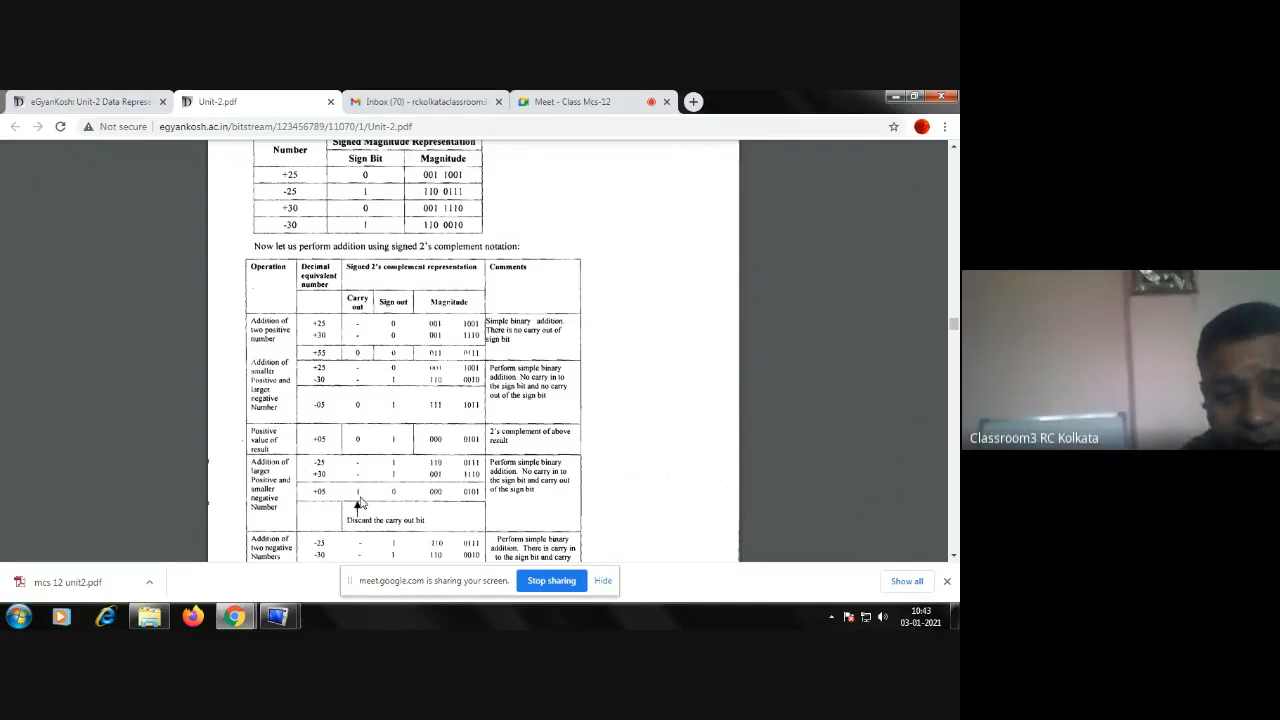 eGyanKosh: Unit-2 Data Represe
Unit-2.pdf
Inbox (70) - rckolkataclassroom3
Meet - Class Mcs-12
Not secure
egyankosh.ac.in/bitstream/123456789/11070/1/Unit-2.pdf
Number Signed Magnitude Representation
Sign Bit Magnitude
+25 0 001 1001
-25 1 110 0111
+30 0 001 1110
-30 1 110 0010
Now let us perform addition using signed 2's complement notation:
Operation Decimal equivalent number Signed 2's complement representation Comments
Carry out Sign out Magnitude
Addition of two positive number
+25 - 0 001 1001
+30 - 0 001 1110
+55 0 0 011 0111
Simple binary addition. There is no carry out of sign bit
Addition of smaller Positive and larger negative Number
+25 - 0 001 1001
-30 - 1 110 0010
-05 0 1 111 1011
Perform simple binary addition. No carry in to the sign bit and no carry out of the sign bit
Positive value of result
+05 0 1 000 0101
2's complement of above result
Addition of larger Positive and smaller negative Number
-25 - 1 110 0111
+30 - 1 001 1110
+05 1 0 000 0101
Discard the carry out bit
Perform simple binary addition. No carry in to the sign bit and carry out of the sign bit
Addition of two negative Numbers
-25 - 1 110 0111
-30 - 1 110 0010
Perform simple binary addition. There is carry in to the sign bit and carry
Classroom3 RC Kolkata
mcs 12 unit2.pdf
meet.google.com is sharing your screen.
Stop sharing
Hide
Show all
10:43
03-01-2021